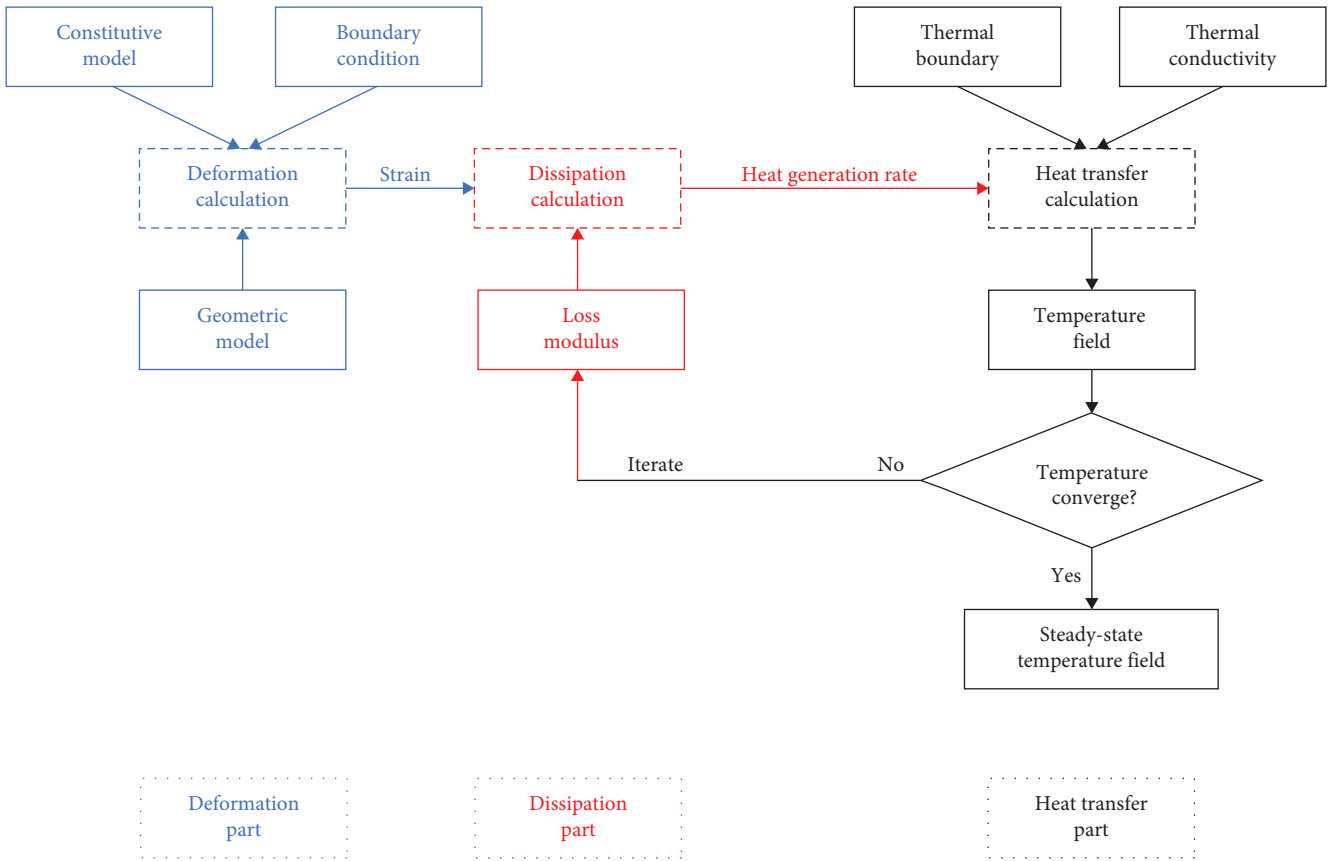 Constitutive
model
Boundary
condition
Thermal
boundary
Thermal
conductivity
Deformation
calculation
Strain
Dissipation
calculation
Heat generation rate
Heat transfer
calculation
Geometric
model
Loss
modulus
Temperature
field
Iterate
No
Temperature
converge?
Yes
Steady-state
temperature field
Deformation
part
Dissipation
part
Heat transfer
part